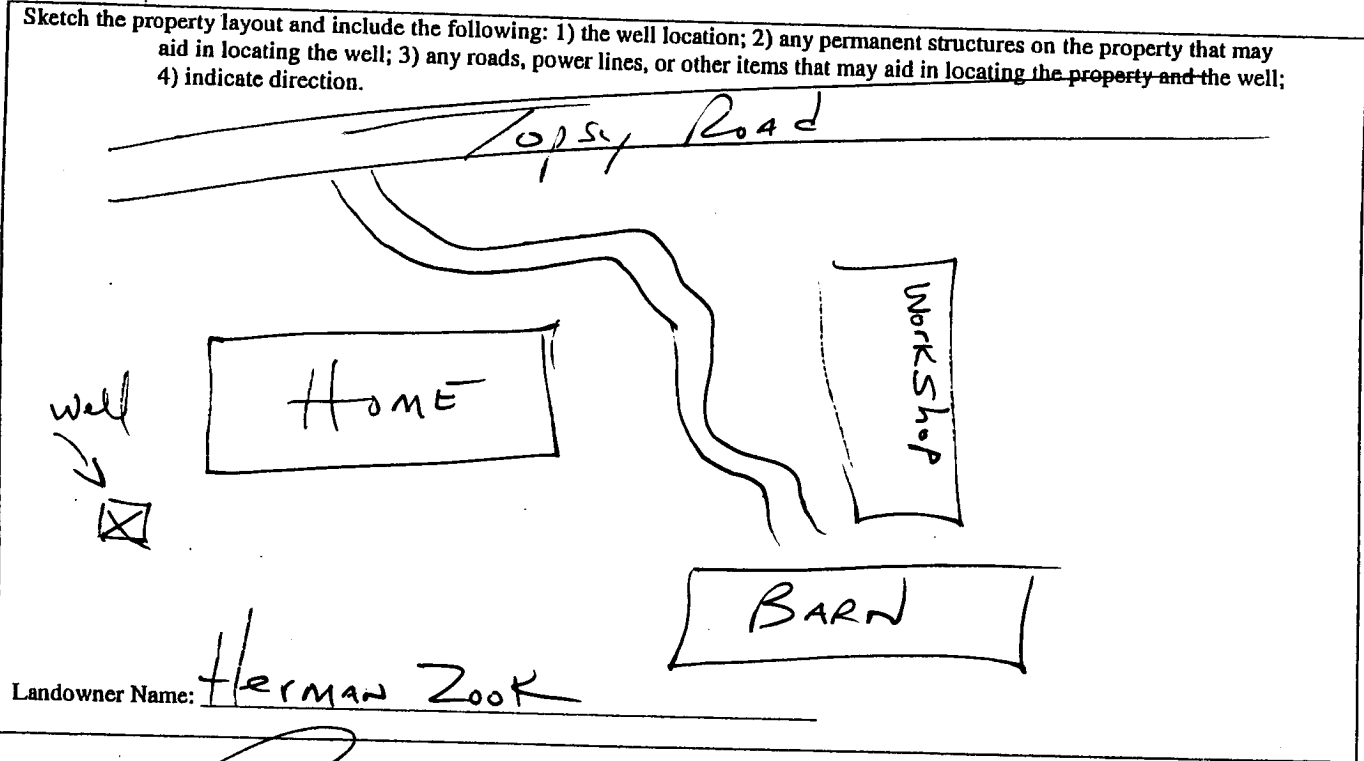 Sketch the property layout and include the following: 1) the well location; 2) any permanent structures on the property that may
aid in locating the well; 3) any roads, power lines, or other items that may aid in locating the property and the well;
4) indicate direction.
Topsy Road
WorkShop
Well
HOME
BARN
Landowner Name: Herman Zook